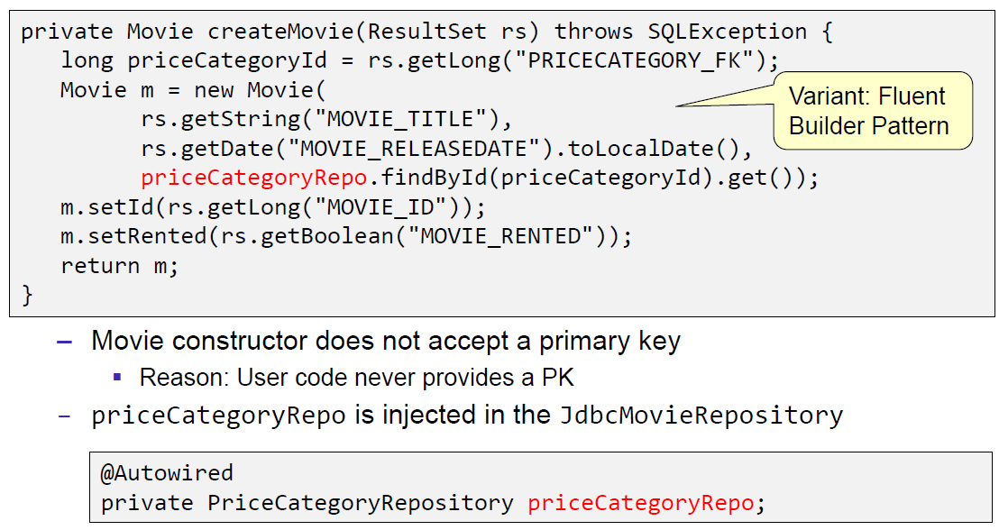 private Movie createMovie(ResultSet rs) throws SQLException {
   long priceCategoryId = rs.getLong("PRICECATEGORY_FK");
   Movie m = new Movie(
         rs.getString("MOVIE_TITLE"),
         rs.getDate("MOVIE_RELEASEDATE").toLocalDate(),
         priceCategoryRepo.findById(priceCategoryId).get());
   m.setId(rs.getLong("MOVIE_ID"));
   m.setRented(rs.getBoolean("MOVIE_RENTED"));
   return m;
}
Variant: Fluent
Builder Pattern
– Movie constructor does not accept a primary key
▪ Reason: User code never provides a PK
– priceCategoryRepo is injected in the JdbcMovieRepository
@Autowired
private PriceCategoryRepository priceCategoryRepo;